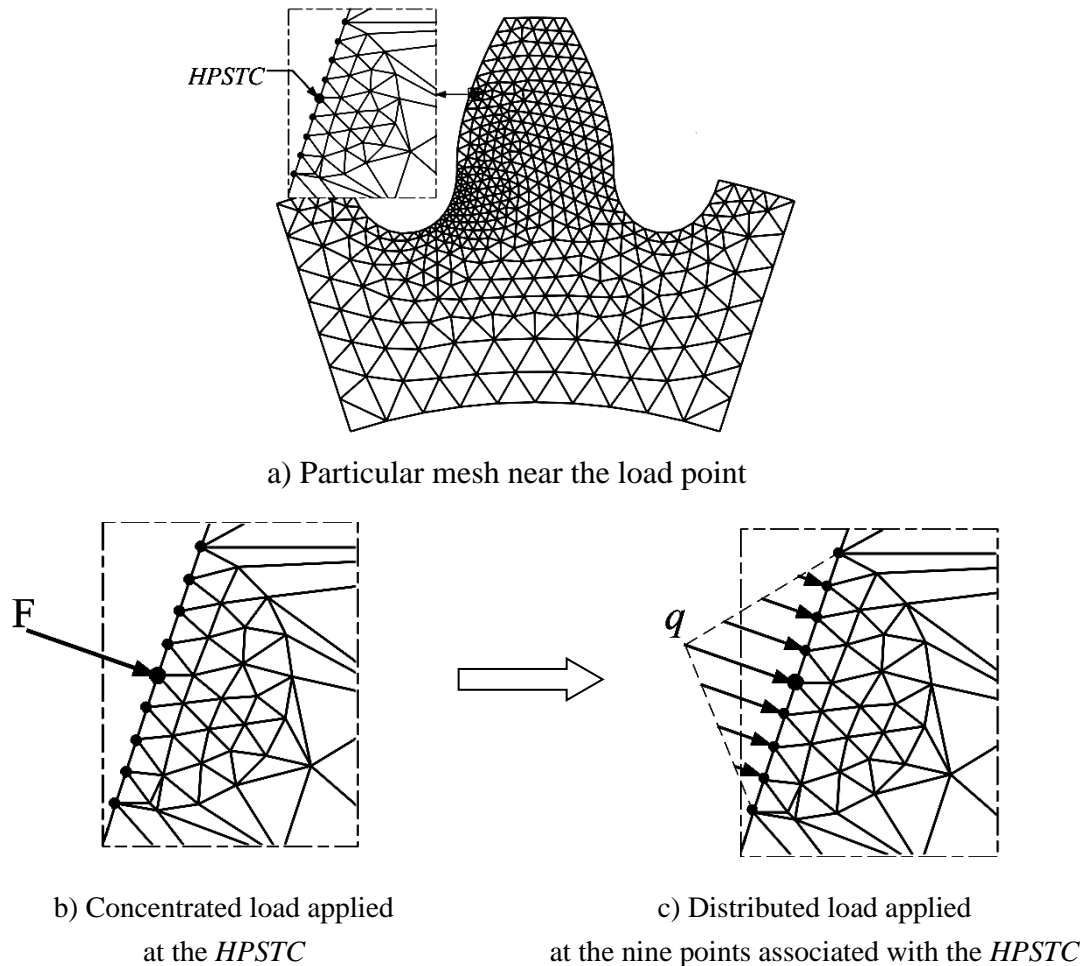 HPSTC
a) Particular mesh near the load point
F
q
b) Concentrated load applied
at the HPSTC
c) Distributed load applied
at the nine points associated with the HPSTC